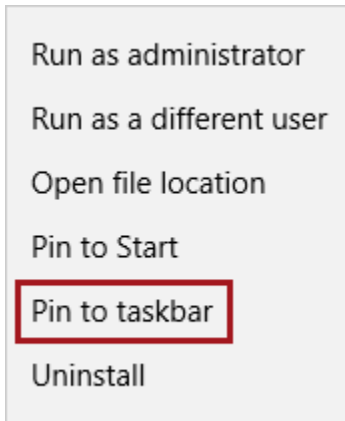 Run as administrator
Run as a different user
Open file location
Pin to Start
Pin to taskbar
Uninstall